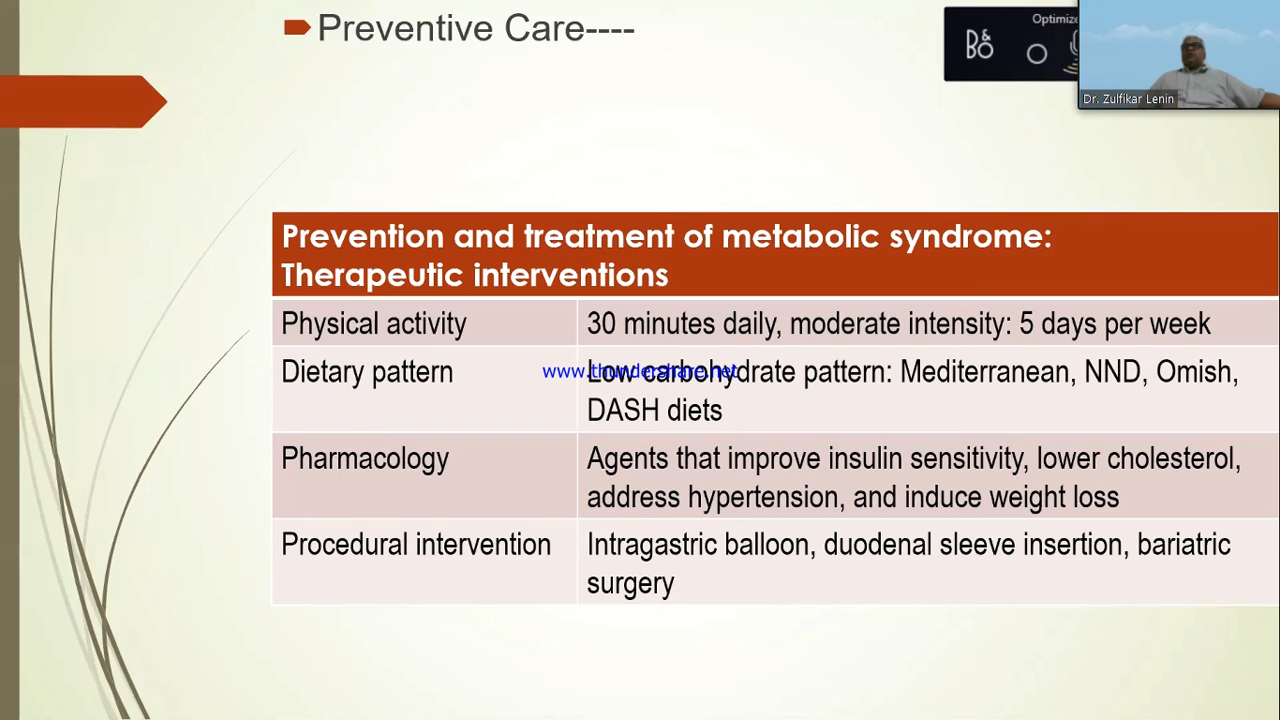 Preventive Care----
Optimize
B&O
Dr. Zulfikar Lenin
Prevention and treatment of metabolic syndrome:
Therapeutic interventions
Physical activity
30 minutes daily, moderate intensity: 5 days per week
Dietary pattern
Low carbohydrate pattern: Mediterranean, NND, Omish,
DASH diets
www.thundershare.net
Pharmacology
Agents that improve insulin sensitivity, lower cholesterol,
address hypertension, and induce weight loss
Procedural intervention
Intragastric balloon, duodenal sleeve insertion, bariatric
surgery